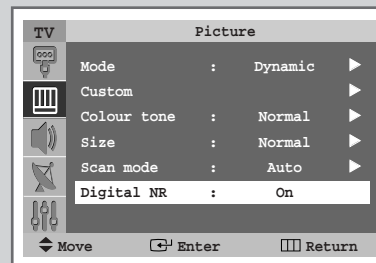 TV Picture
Mode : Dynamic
Custom
Colour tone : Normal
Size : Normal
Scan mode : Auto
Digital NR : On
Move Enter Return